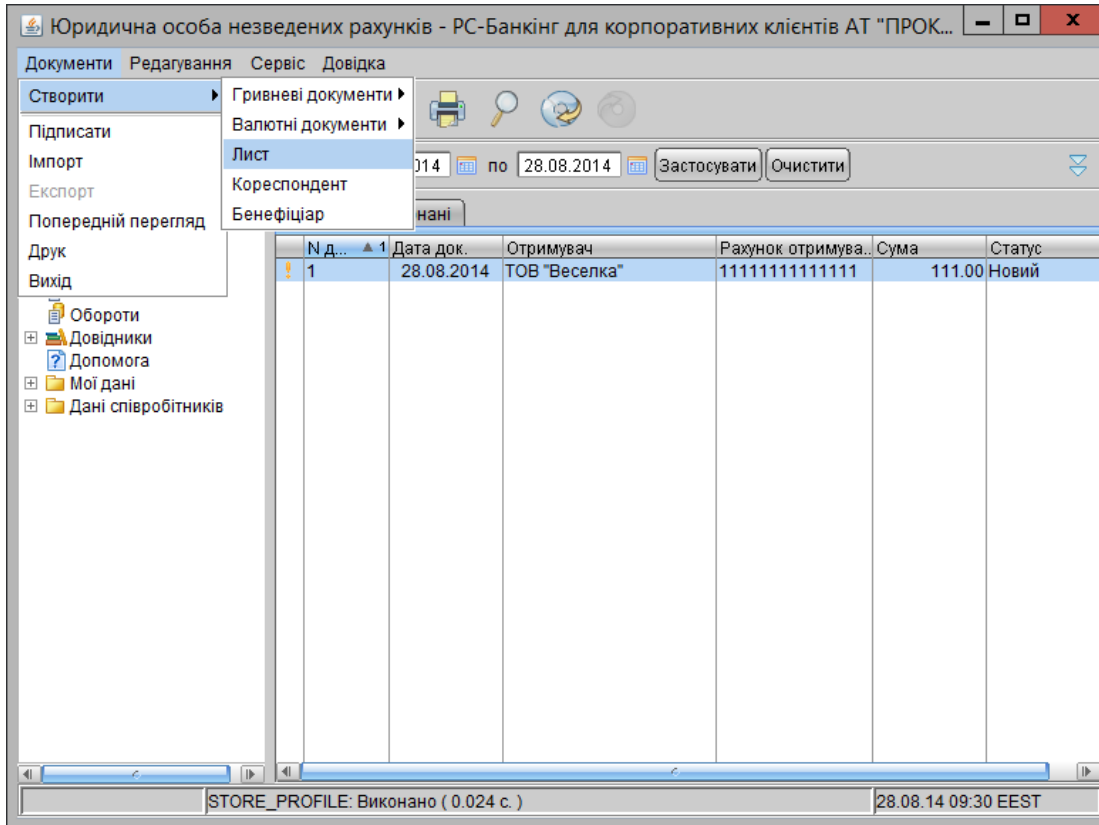 Юридична особа незведених рахунків - РС-Банкінг для корпоративних клієнтів АТ "ПРОК...
Документи Редагування Сервіс Довідка
Створити
Підписати
Імпорт
Експорт
Попередній перегляд
Друк
Вихід
Гривневі документи
Валютні документи
Лист
Кореспондент
Бенефіціар
014 по 28.08.2014 Застосувати Очистити
нані
N д... 1 Дата док. Отримувач Рахунок отримува.. Сума Статус
1 28.08.2014 ТОВ "Веселка" 11111111111111 111.00 Новий
Обороти
Довідники
Допомога
Мої дані
Дані співробітників
STORE_PROFILE: Виконано ( 0.024 с. ) 28.08.14 09:30 EEST